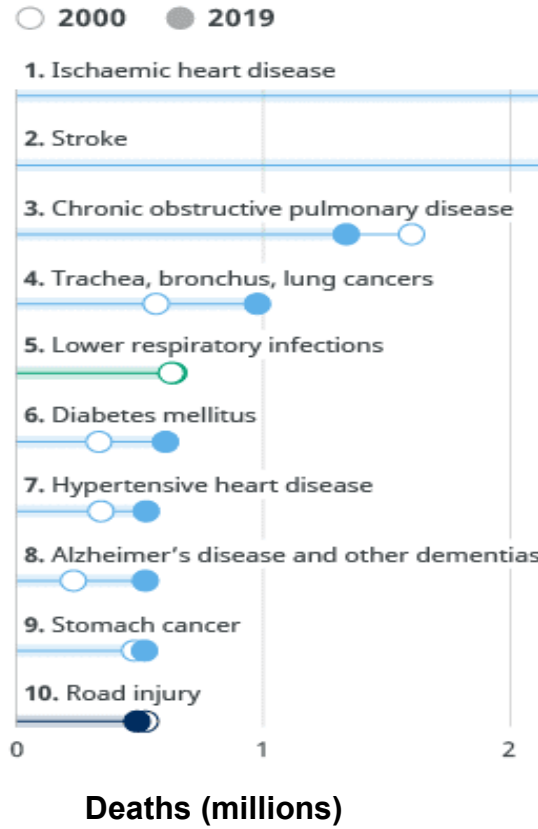 2000 2019
1. Ischaemic heart disease
2. Stroke
3. Chronic obstructive pulmonary disease
4. Trachea, bronchus, lung cancers
5. Lower respiratory infections
6. Diabetes mellitus
7. Hypertensive heart disease
8. Alzheimer's disease and other dementias
9. Stomach cancer
10. Road injury
0 1 2
Deaths (millions)